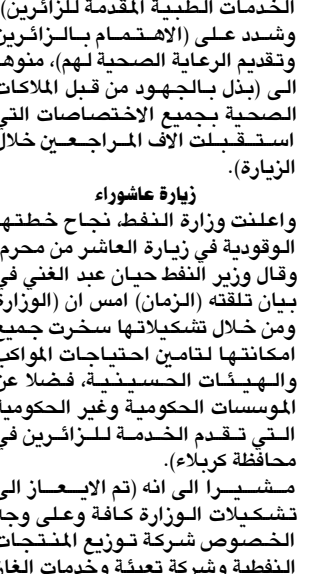 الخدمات الطبية المقدمة للزائرين)
وشدد على (الاهتمام بالزائرين
وتقديم الرعاية الصحية لهم)، منوها
الى (بذل بالجهود من قبل الملاكات
الصحية بجميع الاختصاصات التي
استقبلت الاف المراجعين خلال
الزيارة).
زيارة عاشوراء
واعلنت وزارة النفط، نجاح خطتها
الوقودية في زيارة العاشر من محرم.
وقال وزير النفط حيان عبد الغني في
بيان تلقته (الزمان) امس ان (الوزارة
ومن خلال تشكيلاتها سخرت جميع
امكانتها لتامين احتياجات المواكب
والهيئات الحسينية، فضلا عن
الموسسات الحكومية وغير الحكومية
التي تقدم الخدمة للزائرين في
محافظة كربلاء).
مشيرا الى انه (تم الايعاز الى
تشكيلات الوزارة كافة وعلى وجه
الخصوص شركة توزيع المنتجات
النفطية وشركة تعبئة وخدمات الغاز